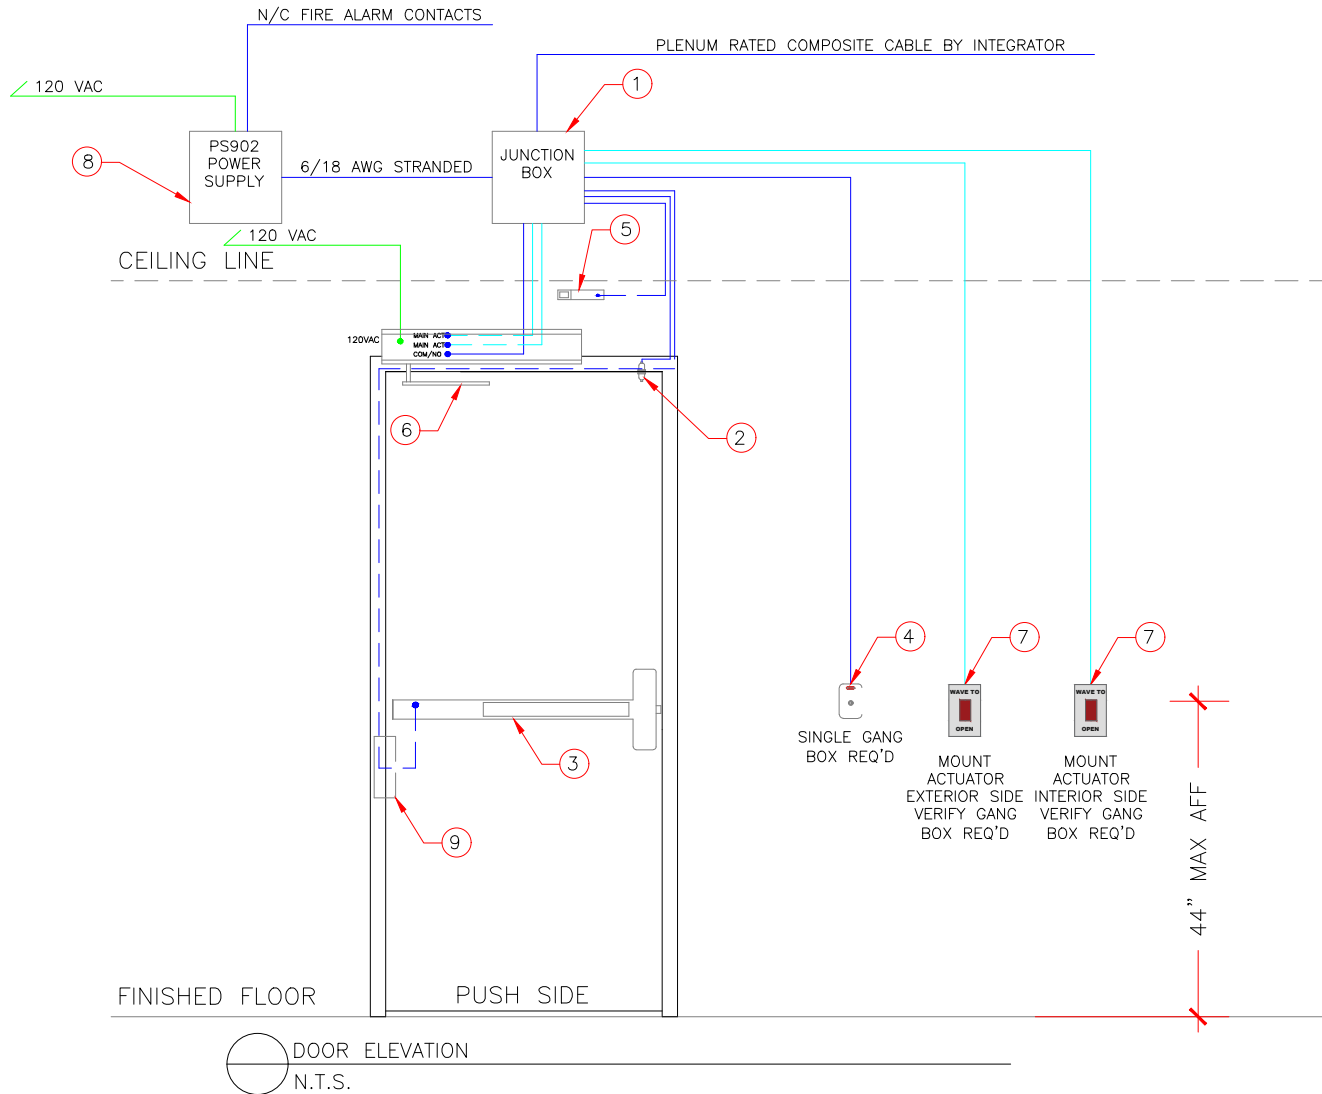 N/C FIRE ALARM CONTACTS
PLENUM RATED COMPOSITE CABLE BY INTEGRATOR
120 VAC
1
PS902
POWER
SUPPLY
8
6/18 AWG STRANDED
JUNCTION
BOX
5
120 VAC
CEILING LINE
120VAC
MAIN ACT
MAIN ACT
COM/NO
6
2
4
7
7
WAVE TO
OPEN
WAVE TO
OPEN
SINGLE GANG
BOX REQ'D
3
MOUNT
ACTUATOR
EXTERIOR SIDE
VERIFY GANG
BOX REQ'D
MOUNT
ACTUATOR
INTERIOR SIDE
VERIFY GANG
BOX REQ'D
9
44" MAX AFF
FINISHED FLOOR
PUSH SIDE
DOOR ELEVATION
N.T.S.